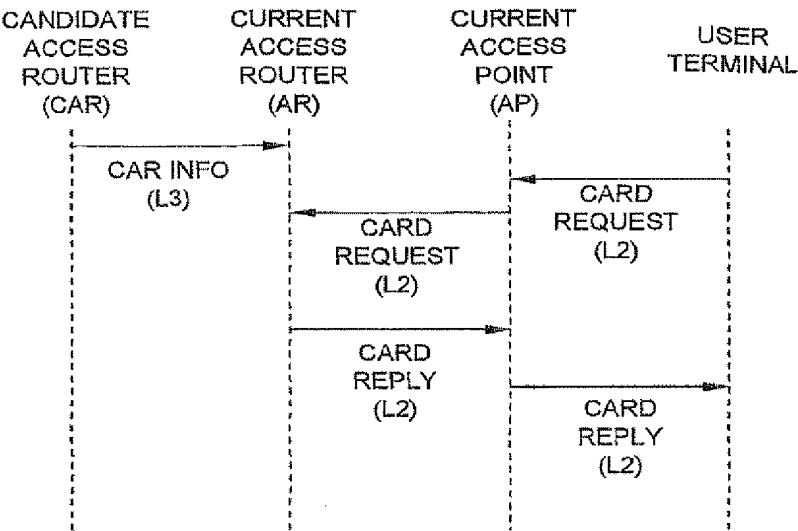 CANDIDATE
ACCESS
ROUTER
(CAR)
CURRENT
ACCESS
ROUTER
(AR)
CURRENT
ACCESS
POINT
(AP)
USER
TERMINAL
CAR INFO
(L3)
CARD
REQUEST
(L2)
CARD
REQUEST
(L2)
CARD
REPLY
(L2)
CARD
REPLY
(L2)